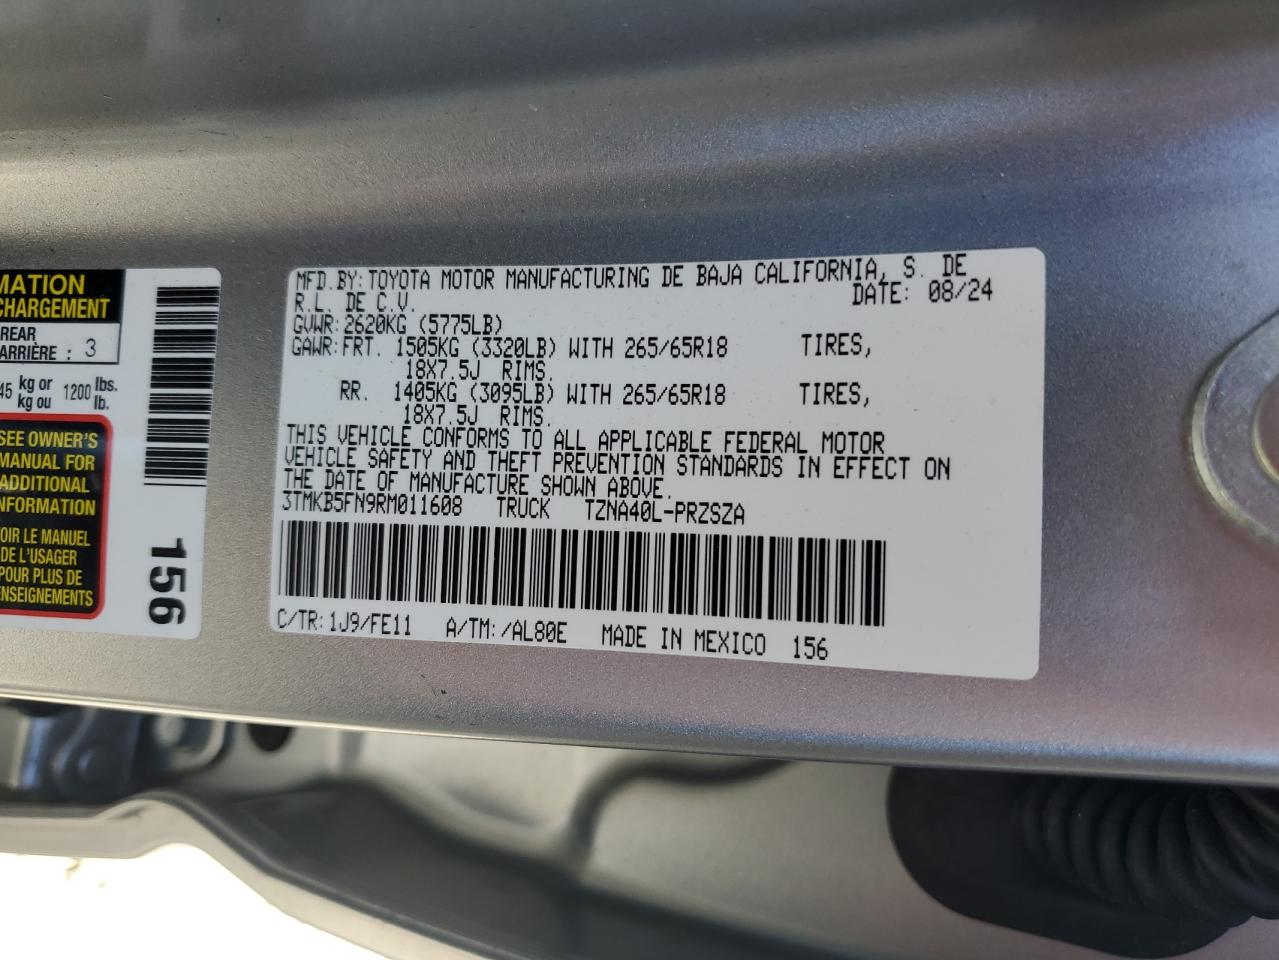 MATION
CHARGEMENT
REAR
ARRIÈRE : 3
45 kg or 1200 lbs.
kg ou lb.
SEE OWNER'S
MANUAL FOR
ADDITIONAL
INFORMATION
OIR LE MANUEL
DE L'USAGER
POUR PLUS DE
ENSEIGNEMENTS
156
MFD.BY:TOYOTA MOTOR MANUFACTURING DE BAJA CALIFORNIA, S. DE
R.L. DE C.V. DATE: 08/24
GVWR:2620KG (5775LB)
GAWR:FRT. 1505KG (3320LB) WITH 265/65R18 TIRES,
18X7.5J RIMS.
RR. 1405KG (3095LB) WITH 265/65R18 TIRES,
18X7.5J RIMS.
THIS VEHICLE CONFORMS TO ALL APPLICABLE FEDERAL MOTOR
VEHICLE SAFETY AND THEFT PREVENTION STANDARDS IN EFFECT ON
THE DATE OF MANUFACTURE SHOWN ABOVE.
3TMKB5FN9RM011608 TRUCK TZNA40L-PRZSZA
C/TR:1J9/FE11 A/TM:/AL80E MADE IN MEXICO 156